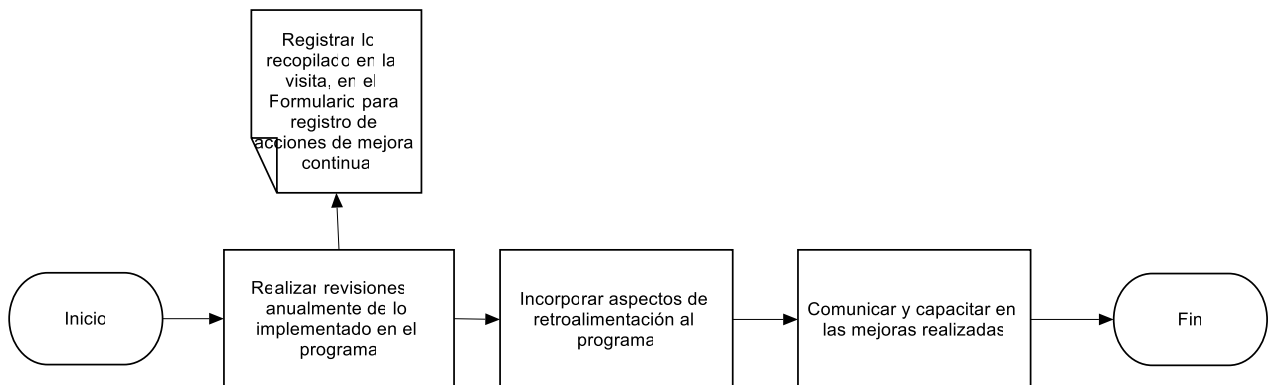 Registrar lo
recopilado en la
visita, en el
Formulario para
registro de
acciones de mejora
continua
Inicio
Realizar revisiones
anualmente de lo
implementado en el
programa
Incorporar aspectos de
retroalimentación al
programa
Comunicar y capacitar en
las mejoras realizadas
Fin